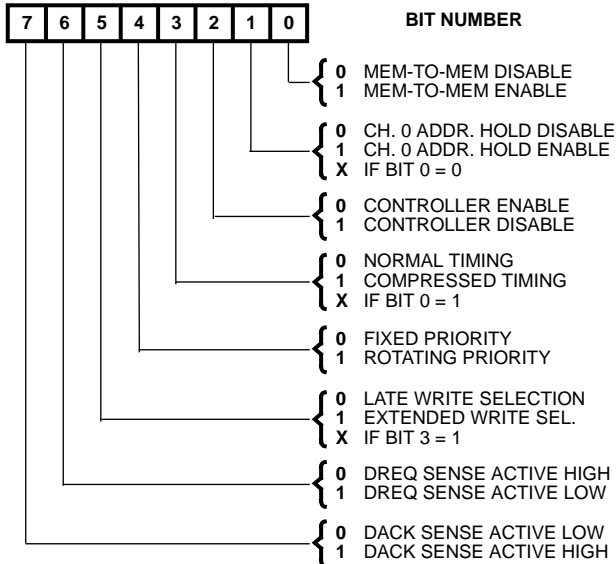 7 6 5 4 3 2 1 0 BIT NUMBER
0 MEM-TO-MEM DISABLE
1 MEM-TO-MEM ENABLE
0 CH. 0 ADDR. HOLD DISABLE
1 CH. 0 ADDR. HOLD ENABLE
X IF BIT 0 = 0
0 CONTROLLER ENABLE
1 CONTROLLER DISABLE
0 NORMAL TIMING
1 COMPRESSED TIMING
X IF BIT 0 = 1
0 FIXED PRIORITY
1 ROTATING PRIORITY
0 LATE WRITE SELECTION
1 EXTENDED WRITE SEL.
X IF BIT 3 = 1
0 DREQ SENSE ACTIVE HIGH
1 DREQ SENSE ACTIVE LOW
0 DACK SENSE ACTIVE LOW
1 DACK SENSE ACTIVE HIGH